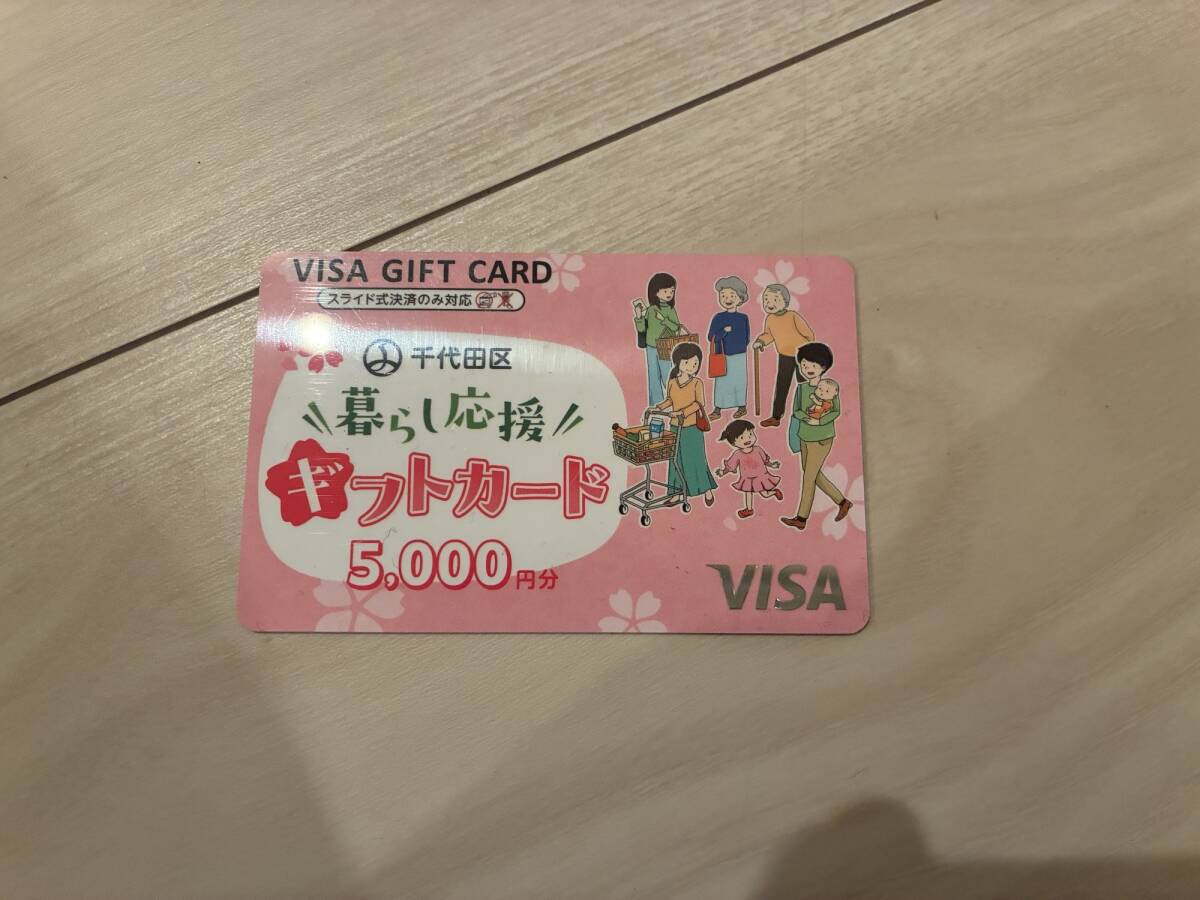 VISA GIFT CARD
スライド式決済のみ対応
千代田区
暮らし応援
ギフトカード
5,000円分
VISA